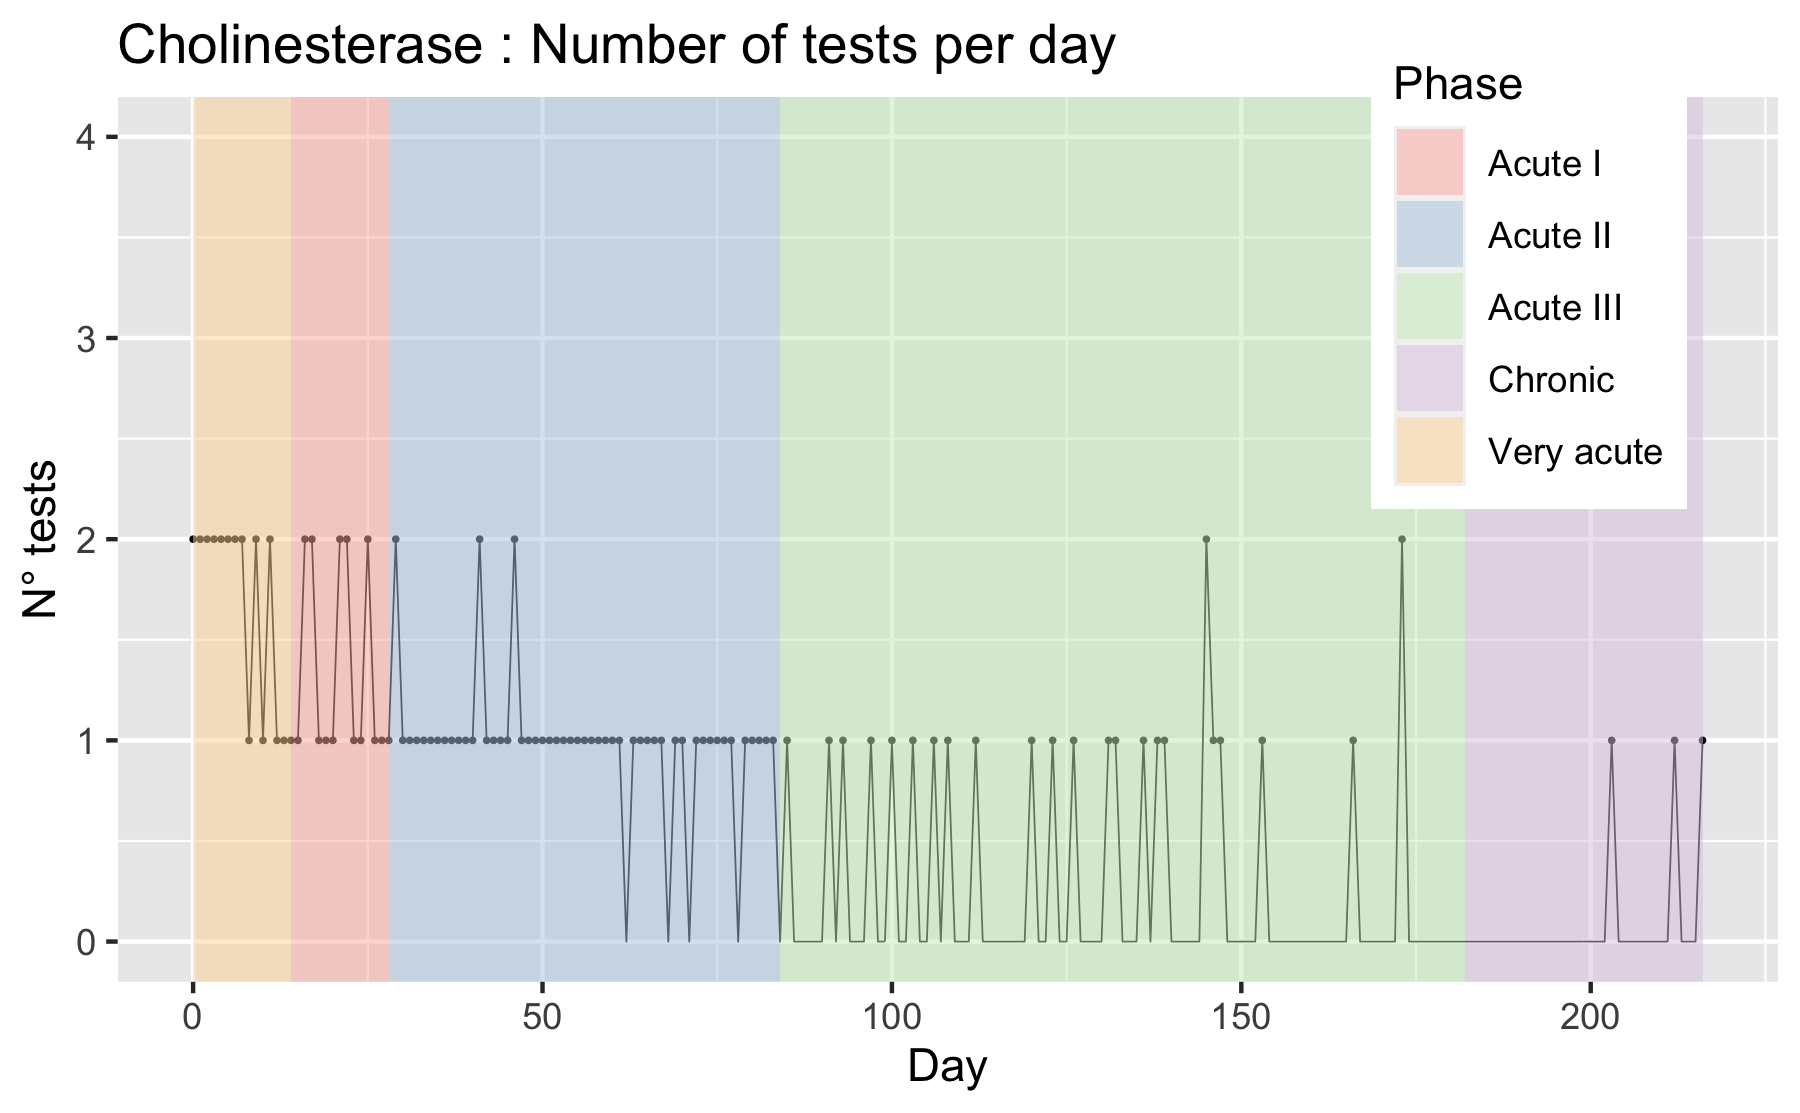 Cholinesterase : Number of tests per day
Phase
Acute I
Acute II
Acute III
Chronic
Very acute
N° tests
4
3
2
1
0
0 50 100 150 200
Day